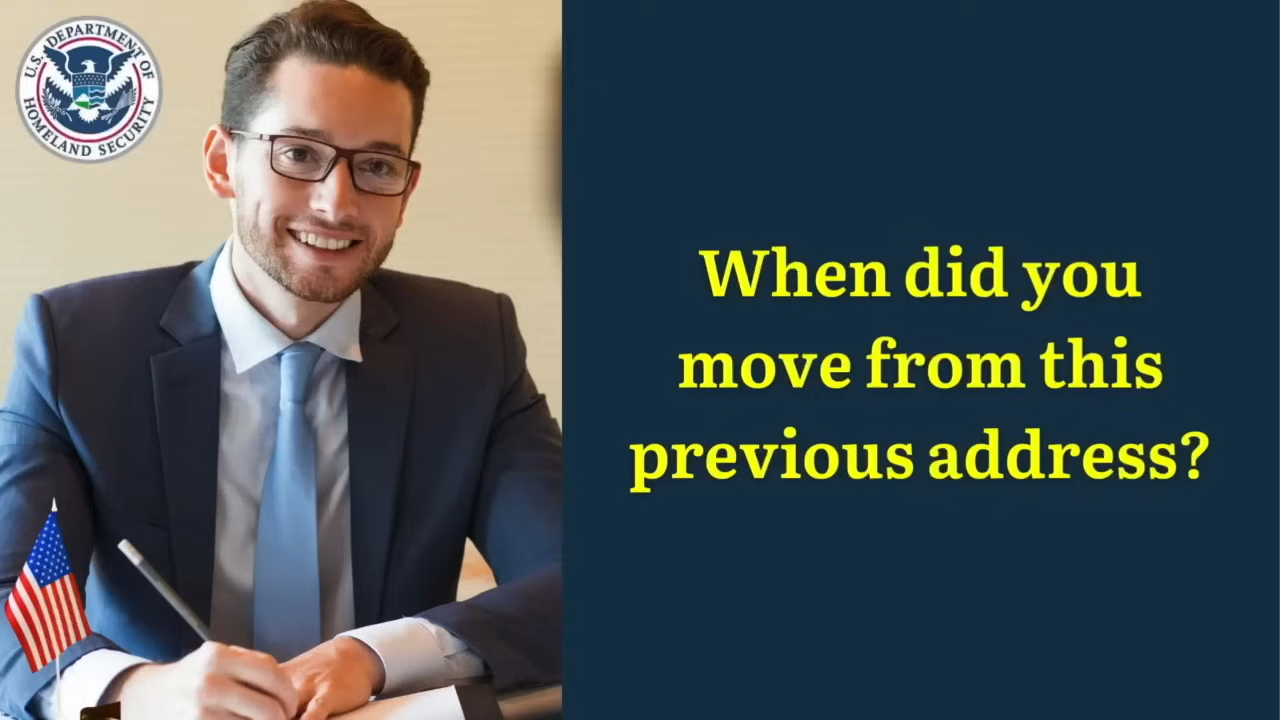 U.S. DEPARTMENT OF
HOMELAND SECURITY
When did you
move from this
previous address?